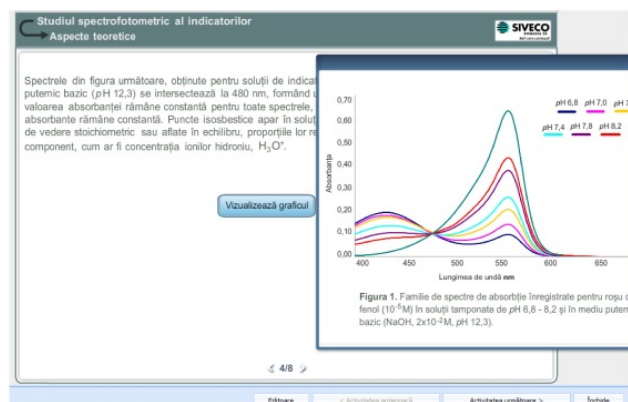 Studiul spectrofotometric al indicatorilor
Aspecte teoretice
SIVECO
Spectrele din figura următoare, obținute pentru soluții de indicat
puternic bazic (pH 12,3) se intersectează la 480 nm, formând u
valoarea absorbanței rămâne constantă pentru toate spectrele,
absorbante rămâne constantă. Puncte isosbestice apar în soluț
de vedere stoichiometric sau aflate în echilibru, proporțiile lor re
component, cum ar fi concentrația ionilor hidroniu, H₃O⁺.
Vizualizează graficul
pH 6,8 pH 7,0 pH 7
pH 7,4 pH 7,8 pH 8,2
Absorbanța
0,70
0,60
0,50
0,40
0,30
0,20
0,10
0,00
400 450 500 550 600 650
Lungimea de undă nm
Figura 1. Familie de spectre de absorbție înregistrate pentru roșu d
fenol (10⁻⁵M) în soluții tamponate de pH 6,8 - 8,2 și în mediu putern
bazic (NaOH, 2x10⁻²M, pH 12,3).
4/8
Editoare < Activitatea anterioară Activitatea următoare > Închide